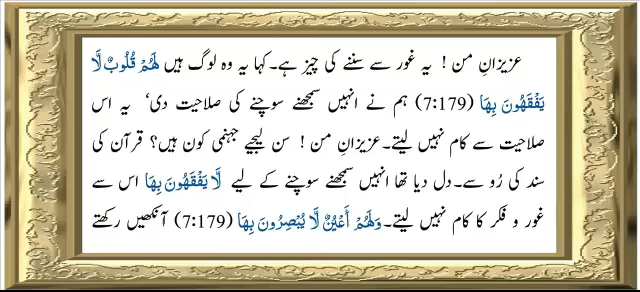 عزیزانِ من ! یہ غور سے سننے کی چیز ہے۔کہا یہ وہ لوگ ہیں لَهُمْ قُلُوبٌ لَّا
يَفْقَهُونَ بِهَا (7:179) ہم نے انہیں سمجھنے سوچنے کی صلاحیت دی‘ یہ اس
صلاحیت سے کام نہیں لیتے۔عزیزانِ من ! سن لیجیے جہنمی کون ہیں؟ قرآن کی
سند کی رُو سے۔دل دیا تھا انہیں سمجھنے سوچنے کے لیے لَّا يَفْقَهُونَ بِهَا اس سے
غور و فکر کا کام نہیں لیتے۔ وَلَهُمْ أَعْيُنٌ لَّا يُبْصِرُونَ بِهَا (7:179) آنکھیں رکھتے